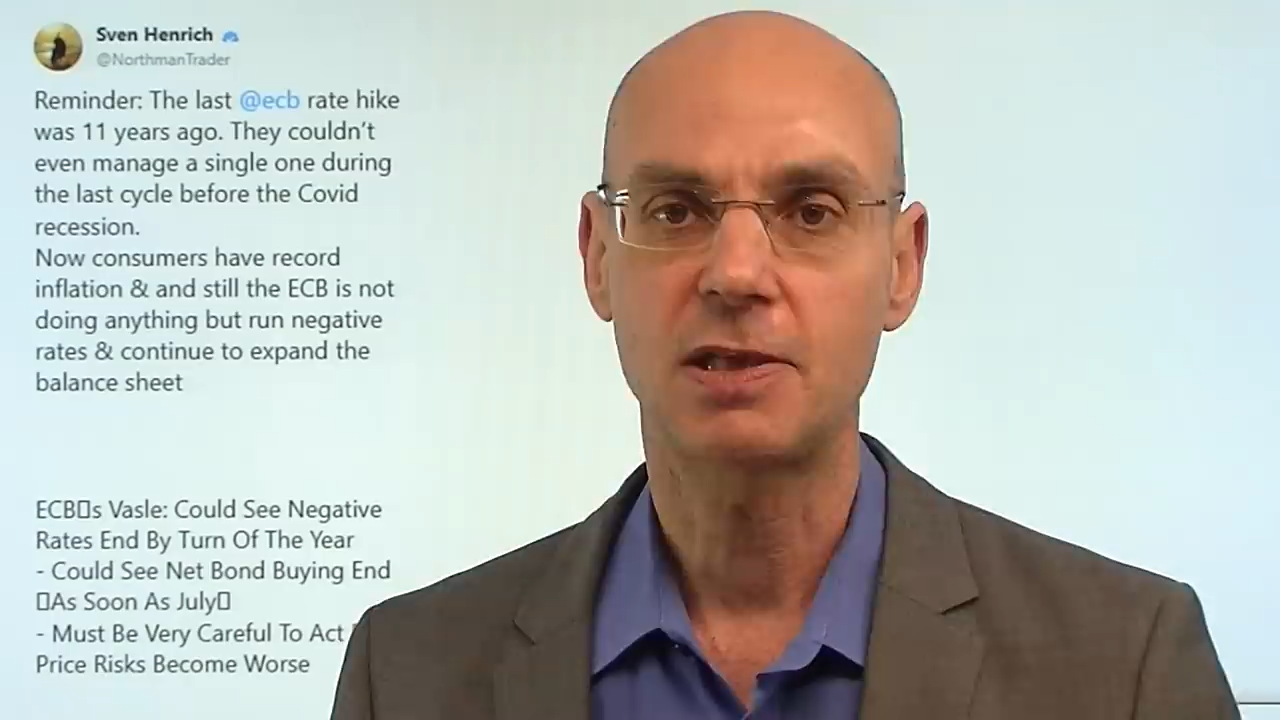 Sven Henrich
@NorthmanTrader
Reminder: The last @ecb rate hike
was 11 years ago. They couldn't
even manage a single one during
the last cycle before the Covid
recession.
Now consumers have record
inflation & and still the ECB is not
doing anything but run negative
rates & continue to expand the
balance sheet
ECB▯s Vasle: Could See Negative
Rates End By Turn Of The Year
- Could See Net Bond Buying End
▯As Soon As July▯
- Must Be Very Careful To Act
Price Risks Become Worse